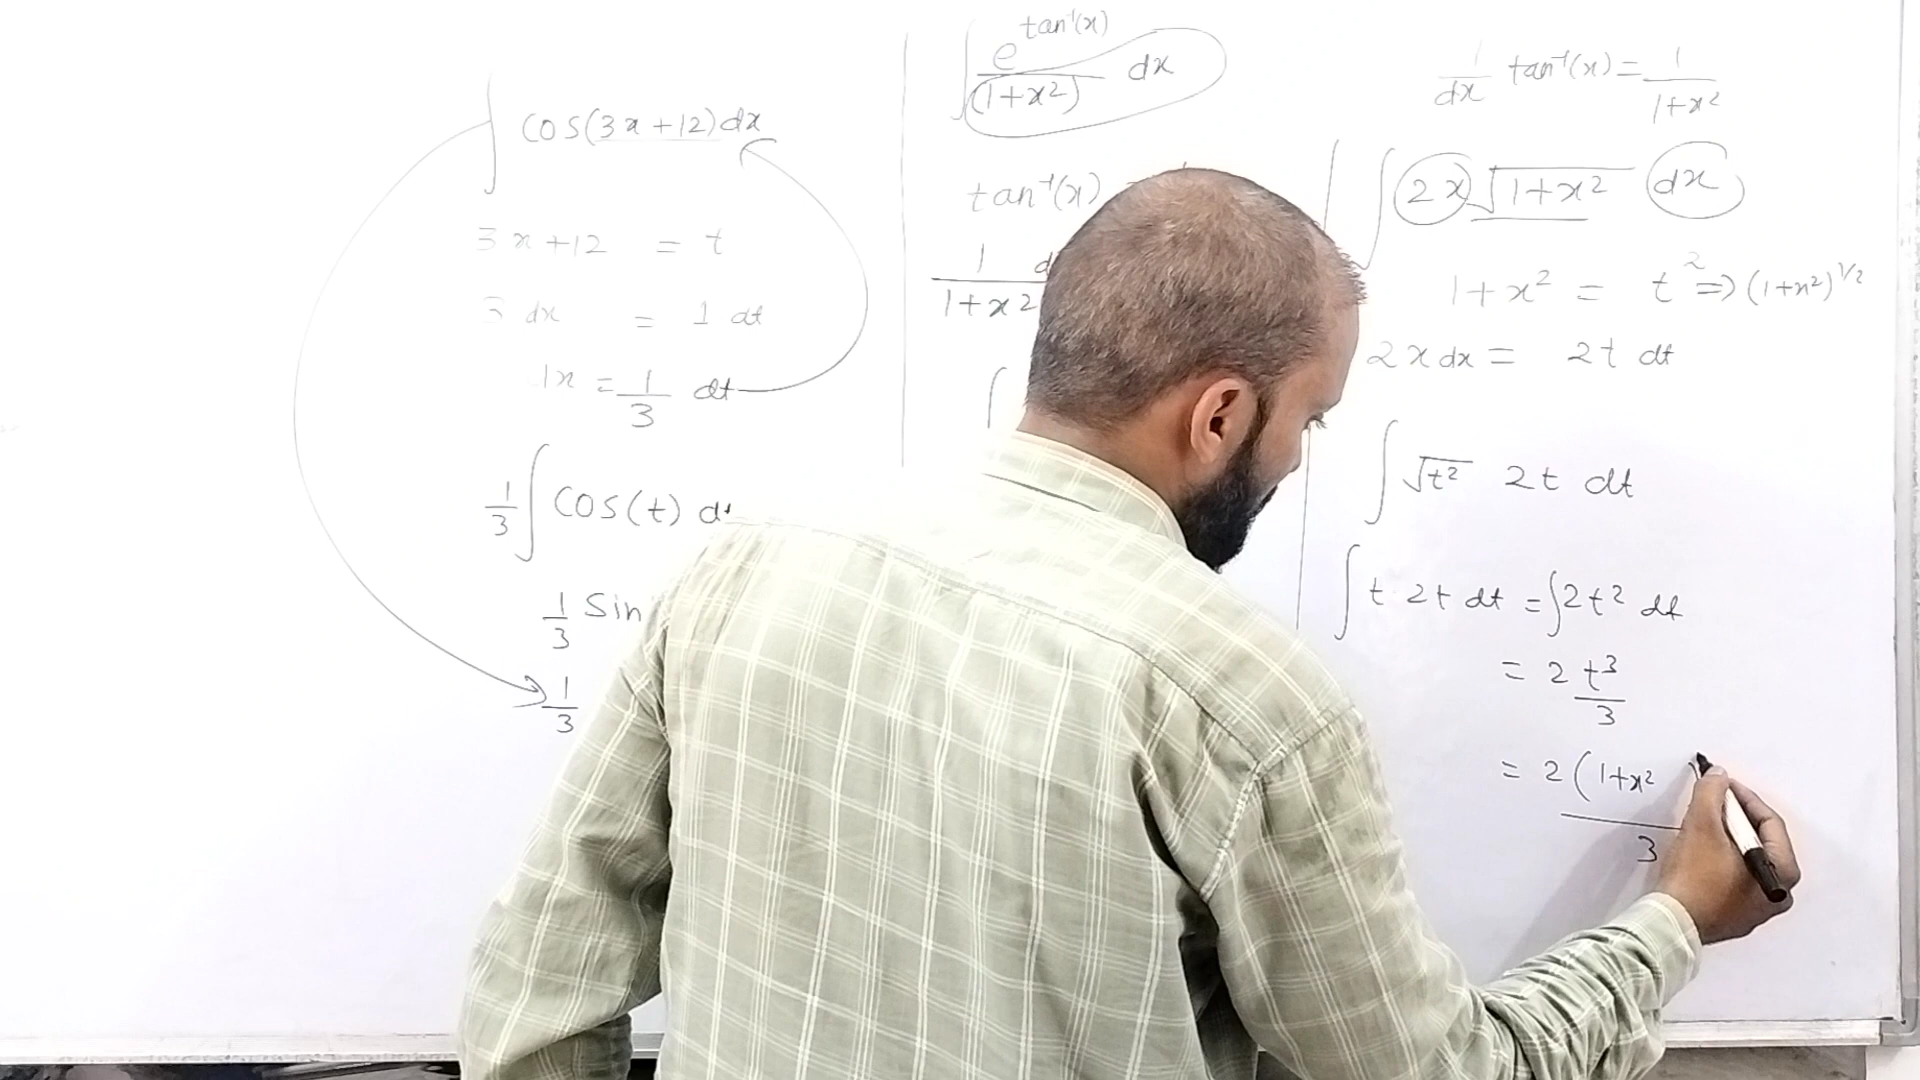 ∫ cos(3x+12)dx
3x+12 = t
3 dx = 1 dt
dx = 1/3 dt
1/3 ∫ cos(t) dt
1/3 Sin
1/3
∫ e^tan⁻¹(x) / (1+x²) dx
tan⁻¹(x)
1/1+x² d
∫
1/dx tan⁻¹(x) = 1/1+x²
∫ 2x √1+x² dx
1+x² = t² ⇒ (1+x²)^1/2
2x dx = 2t dt
∫ √t² 2t dt
∫ t 2t dt = ∫2t² dt
= 2 t³/3
= 2(1+x² )/3